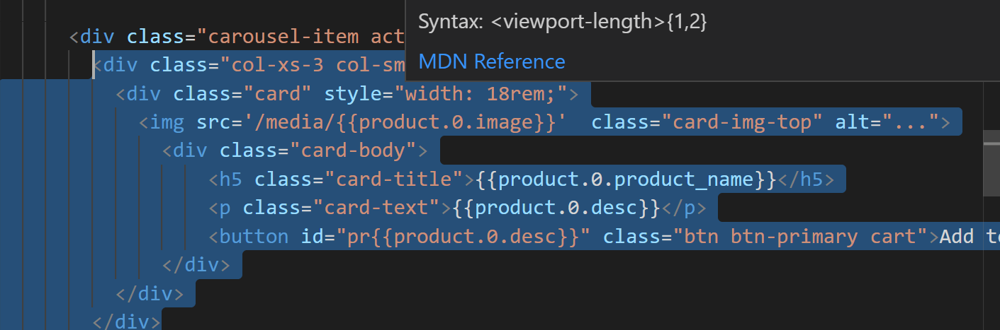 Syntax: <viewport-length>{1,2}
MDN Reference
<div class="carousel-item act
<div class="col-xs-3 col-sm
<div class="card" style="width: 18rem;">
<img src='/media/{{product.0.image}}'  class="card-img-top" alt="...">
<div class="card-body">
<h5 class="card-title">{{product.0.product_name}}</h5>
<p class="card-text">{{product.0.desc}}</p>
<button id="pr{{product.0.desc}}" class="btn btn-primary cart">Add to
</div>
</div>
</div>